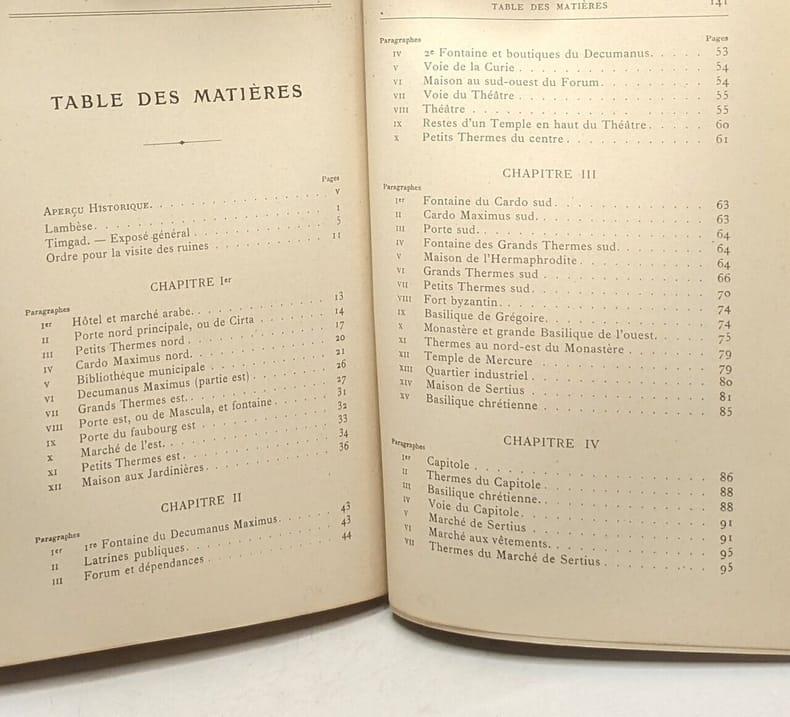 TABLE DES MATIÈRES
Pages
APERÇU HISTORIQUE. . . . . . . . . . . . . . . V
Lambèse. . . . . . . . . . . . . . . . . . . . 1
Timgad. — Exposé général . . . . . . . . . . . 5
Ordre pour la visite des ruines . . . . . . . . 11
CHAPITRE Ier
Paragraphes
Ier Hôtel et marché arabe. . . . . . . . . . . 13
II Porte nord principale, ou de Cirta . . . . . 14
III Petits Thermes nord . . . . . . . . . . . . 17
IV Cardo Maximus nord. . . . . . . . . . . . . 20
V Bibliothéque municipale . . . . . . . . . . . 21
VI Decumanus Maximus (partie est) . . . . . . . 26
VII Grands Thermes est. . . . . . . . . . . . . 27
VIII Porte est, ou de Mascula, et fontaine . . . 31
IX Porte du faubourg est . . . . . . . . . . . 32
X Marché de l'est. . . . . . . . . . . . . . . 33
XI Petits Thermes est . . . . . . . . . . . . . 34
XII Maison aux Jardinières. . . . . . . . . . . 36
CHAPITRE II
Paragraphes
Ier 1re Fontaine du Decumanus Maximus. . . . . 43
II Latrines publiques. . . . . . . . . . . . . 43
III Forum et dépendances . . . . . . . . . . . 44
TABLE DES MATIÈRES 141
Paragraphes Pages
IV 2e Fontaine et boutiques du Decumanus. . . . . 53
V Voie de la Curie . . . . . . . . . . . . . . 54
VI Maison au sud-ouest du Forum. . . . . . . . 54
VII Voie du Théâtre . . . . . . . . . . . . . . 55
VIII Théâtre . . . . . . . . . . . . . . . . . 55
IX Restes d'un Temple en haut du Théâtre. . . . . 60
X Petits Thermes du centre . . . . . . . . . . 61
CHAPITRE III
Paragraphes
Ier Fontaine du Cardo sud. . . . . . . . . . . 63
II Cardo Maximus sud. . . . . . . . . . . . . . 63
III Porte sud. . . . . . . . . . . . . . . . . 64
IV Fontaine des Grands Thermes sud. . . . . . . 64
V Maison de l'Hermaphrodite . . . . . . . . . . 64
VI Grands Thermes sud . . . . . . . . . . . . . 66
VII Petits Thermes sud . . . . . . . . . . . . 70
VIII Fort byzantin. . . . . . . . . . . . . . . 74
IX Basilique de Grégoire. . . . . . . . . . . . 74
X Monastère et grande Basilique de l'ouest. . . . 75
XI Thermes au nord-est du Monastère . . . . . . 79
XII Temple de Mercure . . . . . . . . . . . . . 79
XIII Quartier industriel . . . . . . . . . . . . 80
XIV Maison de Sertius . . . . . . . . . . . . . 81
XV Basilique chrétienne . . . . . . . . . . . . 85
CHAPITRE IV
Paragraphes
Ier Capitole . . . . . . . . . . . . . . . . . 86
II Thermes du Capitole . . . . . . . . . . . . 88
III Basilique chrétienne. . . . . . . . . . . . 88
IV Voie du Capitole. . . . . . . . . . . . . . 91
V Marché de Sertius . . . . . . . . . . . . . 91
VI Marché aux vêtements. . . . . . . . . . . . 95
VII Thermes du Marché de Sertius . . . . . . . . 95